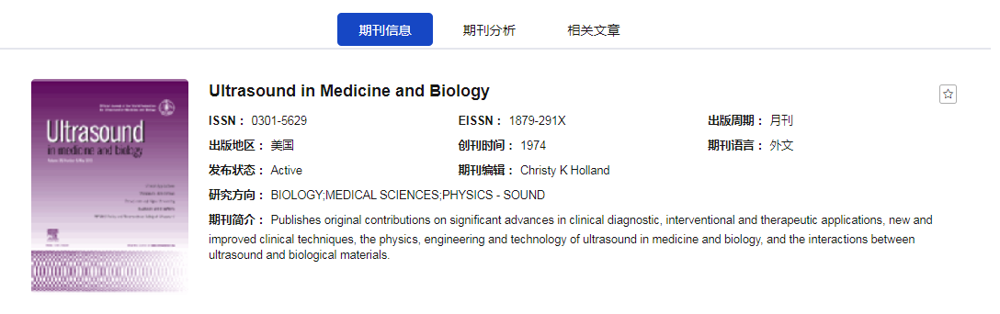 期刊信息 期刊分析 相关文章
Ultrasound in Medicine and Biology
ISSN： 0301-5629 EISSN： 1879-291X 出版周期： 月刊
出版地区： 美国 创刊时间： 1974 期刊语言： 外文
发布状态： Active 期刊编辑： Christy K Holland
研究方向： BIOLOGY;MEDICAL SCIENCES;PHYSICS - SOUND
期刊简介： Publishes original contributions on significant advances in clinical diagnostic, interventional and therapeutic applications, new and
improved clinical techniques, the physics, engineering and technology of ultrasound in medicine and biology, and the interactions between
ultrasound and biological materials.
Ultrasound
in medicine and biology